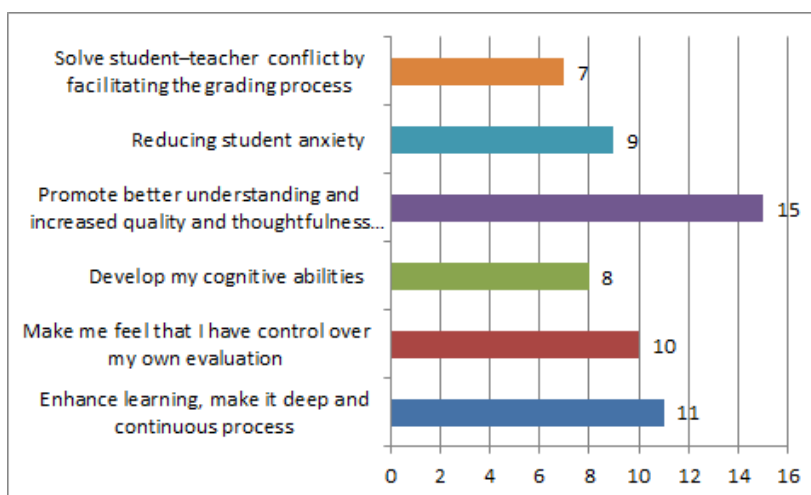 Solve student–teacher conflict by
facilitating the grading process
7
Reducing student anxiety
9
Promote better understanding and
increased quality and thoughtfulness...
15
Develop my cognitive abilities
8
Make me feel that I have control over
my own evaluation
10
Enhance learning, make it deep and
continuous process
11
0 2 4 6 8 10 12 14 16